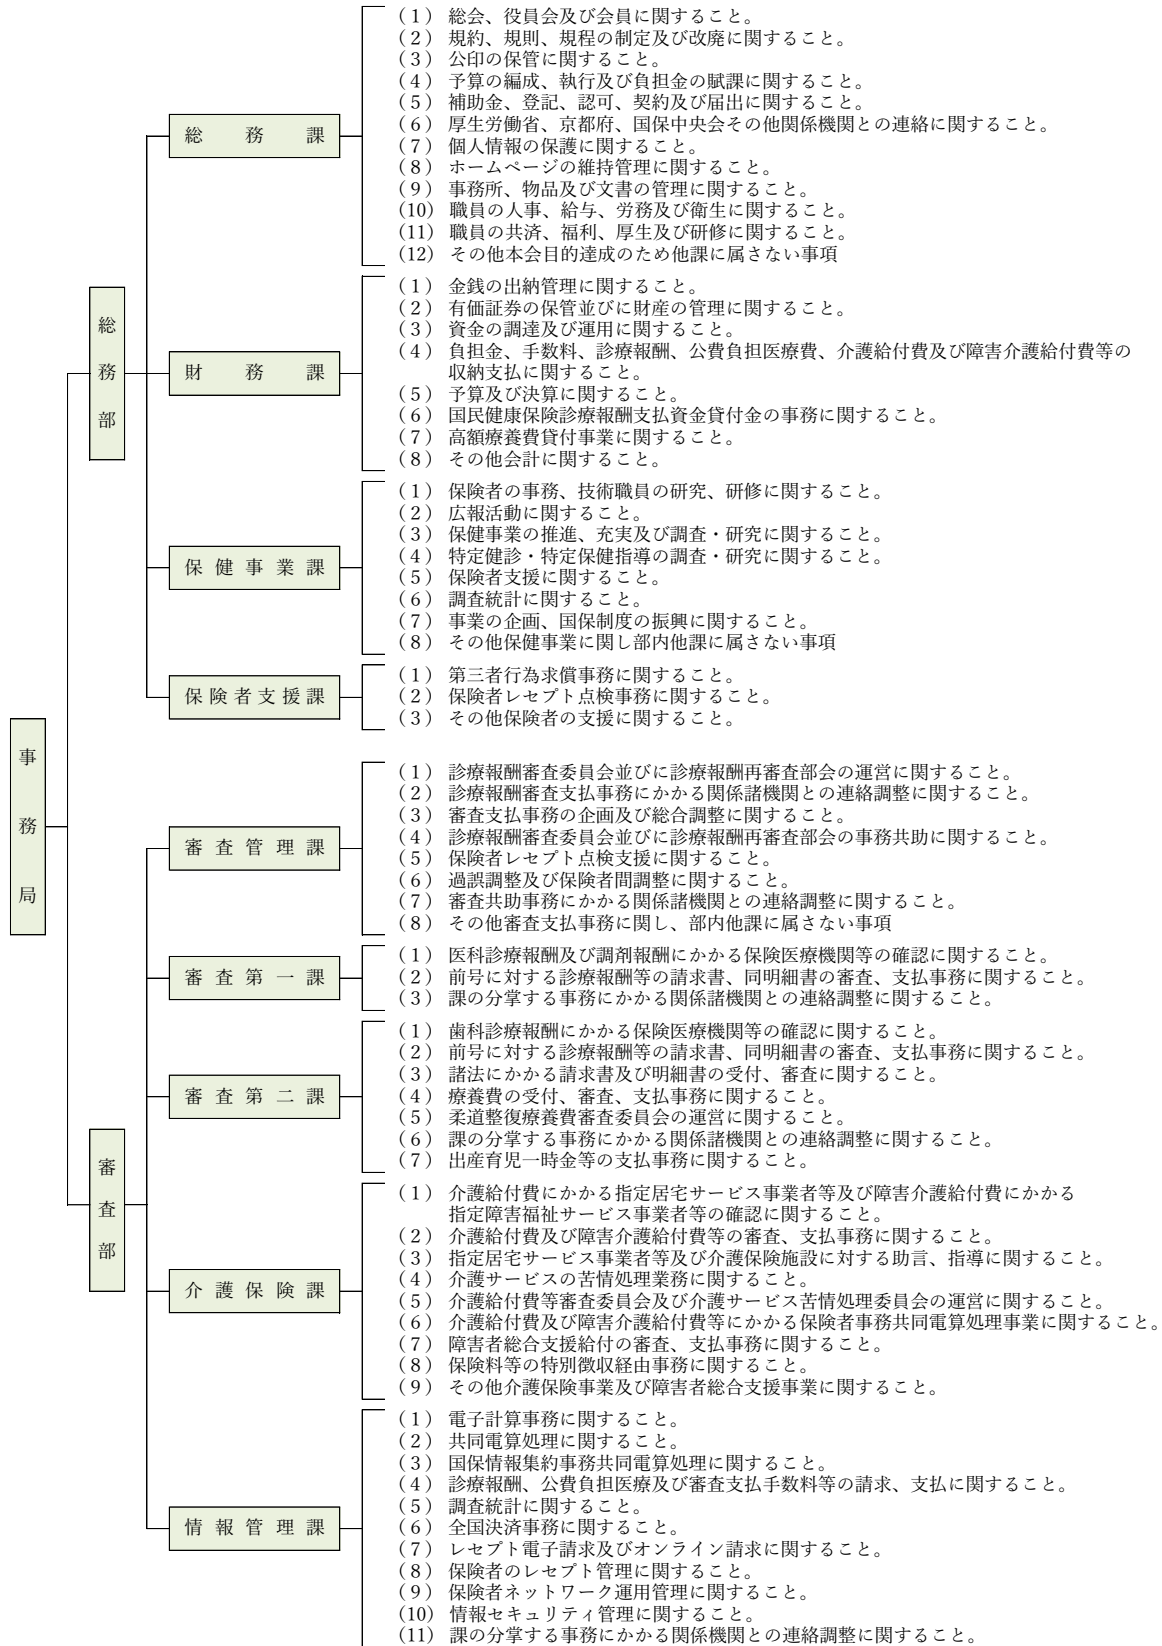 事務局
総務部
総務課
(1) 総会、役員会及び会員に関すること。
(2) 規約、規則、規程の制定及び改廃に関すること。
(3) 公印の保管に関すること。
(4) 予算の編成、執行及び負担金の賦課に関すること。
(5) 補助金、登記、認可、契約及び届出に関すること。
(6) 厚生労働省、京都府、国保中央会その他関係機関との連絡に関すること。
(7) 個人情報の保護に関すること。
(8) ホームページの維持管理に関すること。
(9) 事務所、物品及び文書の管理に関すること。
(10) 職員の人事、給与、労務及び衛生に関すること。
(11) 職員の共済、福利、厚生及び研修に関すること。
(12) その他本会目的達成のため他課に属さない事項
財務課
(1) 金銭の出納管理に関すること。
(2) 有価証券の保管並びに財産の管理に関すること。
(3) 資金の調達及び運用に関すること。
(4) 負担金、手数料、診療報酬、公費負担医療費、介護給付費及び障害介護給付費等の
収納支払に関すること。
(5) 予算及び決算に関すること。
(6) 国民健康保険診療報酬支払資金貸付金の事務に関すること。
(7) 高額療養費貸付事業に関すること。
(8) その他会計に関すること。
保健事業課
(1) 保険者の事務、技術職員の研究、研修に関すること。
(2) 広報活動に関すること。
(3) 保健事業の推進、充実及び調査・研究に関すること。
(4) 特定健診・特定保健指導の調査・研究に関すること。
(5) 保険者支援に関すること。
(6) 調査統計に関すること。
(7) 事業の企画、国保制度の振興に関すること。
(8) その他保健事業に関し部内他課に属さない事項
保険者支援課
(1) 第三者行為求償事務に関すること。
(2) 保険者レセプト点検事務に関すること。
(3) その他保険者の支援に関すること。
審査部
審査管理課
(1) 診療報酬審査委員会並びに診療報酬再審査部会の運営に関すること。
(2) 診療報酬審査支払事務にかかる関係諸機関との連絡調整に関すること。
(3) 審査支払事務の企画及び総合調整に関すること。
(4) 診療報酬審査委員会並びに診療報酬再審査部会の事務共助に関すること。
(5) 保険者レセプト点検支援に関すること。
(6) 過誤調整及び保険者間調整に関すること。
(7) 審査共助事務にかかる関係諸機関との連絡調整に関すること。
(8) その他審査支払事務に関し、部内他課に属さない事項
審査第一課
(1) 医科診療報酬及び調剤報酬にかかる保険医療機関等の確認に関すること。
(2) 前号に対する診療報酬等の請求書、同明細書の審査、支払事務に関すること。
(3) 課の分掌する事務にかかる関係諸機関との連絡調整に関すること。
審査第二課
(1) 歯科診療報酬にかかる保険医療機関等の確認に関すること。
(2) 前号に対する診療報酬等の請求書、同明細書の審査、支払事務に関すること。
(3) 諸法にかかる請求書及び明細書の受付、審査に関すること。
(4) 療養費の受付、審査、支払事務に関すること。
(5) 柔道整復療養費審査委員会の運営に関すること。
(6) 課の分掌する事務にかかる関係諸機関との連絡調整に関すること。
(7) 出産育児一時金等の支払事務に関すること。
介護保険課
(1) 介護給付費にかかる指定居宅サービス事業者等及び障害介護給付費にかかる
指定障害福祉サービス事業者等の確認に関すること。
(2) 介護給付費及び障害介護給付費等の審査、支払事務に関すること。
(3) 指定居宅サービス事業者等及び介護保険施設に対する助言、指導に関すること。
(4) 介護サービスの苦情処理業務に関すること。
(5) 介護給付費等審査委員会及び介護サービス苦情処理委員会の運営に関すること。
(6) 介護給付費及び障害介護給付費等にかかる保険者事務共同電算処理事業に関すること。
(7) 障害者総合支援給付の審査、支払事務に関すること。
(8) 保険料等の特別徴収経由事務に関すること。
(9) その他介護保険事業及び障害者総合支援事業に関すること。
情報管理課
(1) 電子計算事務に関すること。
(2) 共同電算処理に関すること。
(3) 国保情報集約事務共同電算処理に関すること。
(4) 診療報酬、公費負担医療及び審査支払手数料等の請求、支払に関すること。
(5) 調査統計に関すること。
(6) 全国決済事務に関すること。
(7) レセプト電子請求及びオンライン請求に関すること。
(8) 保険者のレセプト管理に関すること。
(9) 保険者ネットワーク運用管理に関すること。
(10) 情報セキュリティ管理に関すること。
(11) 課の分掌する事務にかかる関係機関との連絡調整に関すること。